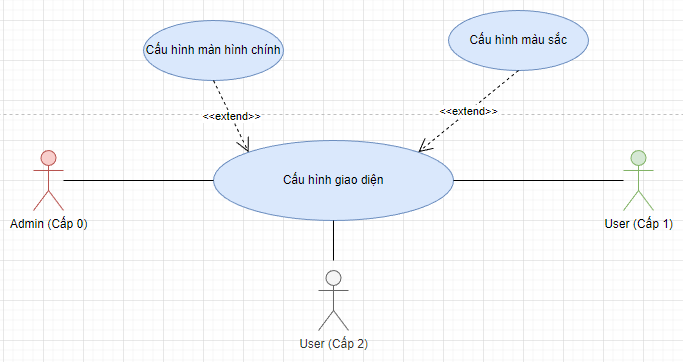 Cấu hình màn hình chính
Cấu hình màu sắc
<<extend>>
<<extend>>
Cấu hình giao diện
Admin (Cấp 0)
User (Cấp 1)
User (Cấp 2)